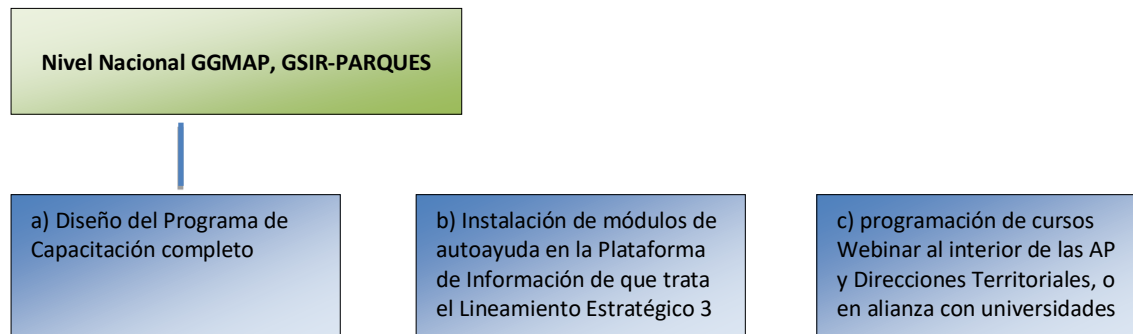 Nivel Nacional GGMAP, GSIR-PARQUES
a) Diseño del Programa de
Capacitación completo
b) Instalación de módulos de
autoayuda en la Plataforma
de Información de que trata
el Lineamiento Estratégico 3
c) programación de cursos
Webinar al interior de las AP
y Direcciones Territoriales, o
en alianza con universidades